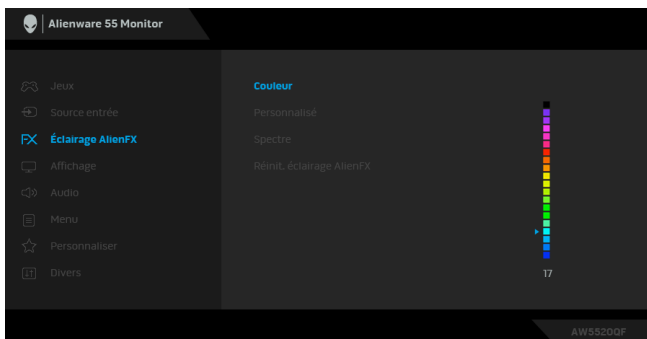 Alienware 55 Monitor
Jeux
Source entrée
FX Éclairage AlienFX
Affichage
Audio
Menu
Personnaliser
Divers
Couleur
Personnalisé
Spectre
Réinit. éclairage AlienFX
17
AW5520QF